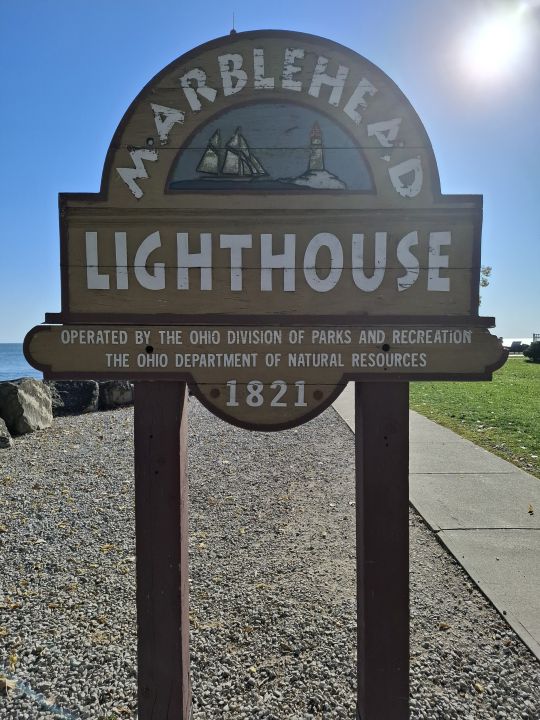 MARBLEHEAD
LIGHTHOUSE
OPERATED BY THE OHIO DIVISION OF PARKS AND RECREATION
THE OHIO DEPARTMENT OF NATURAL RESOURCES
1821